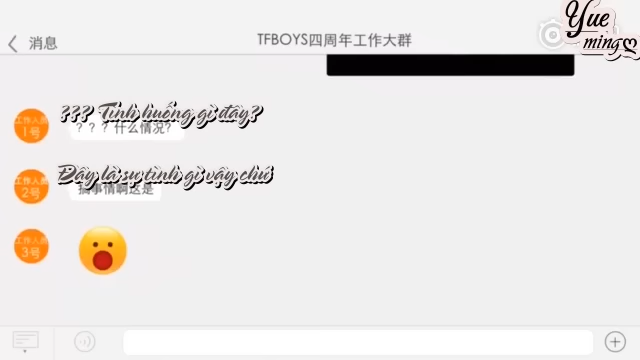 Yue
ming
消息
TFBOYS四周年工作大群
工作人员
1号
??? Tình huống gì đây?
？？？什么情况?
工作人员
2号
Đây là sự tình gì vậy chứ
搞事情啊这是
工作人员
3号